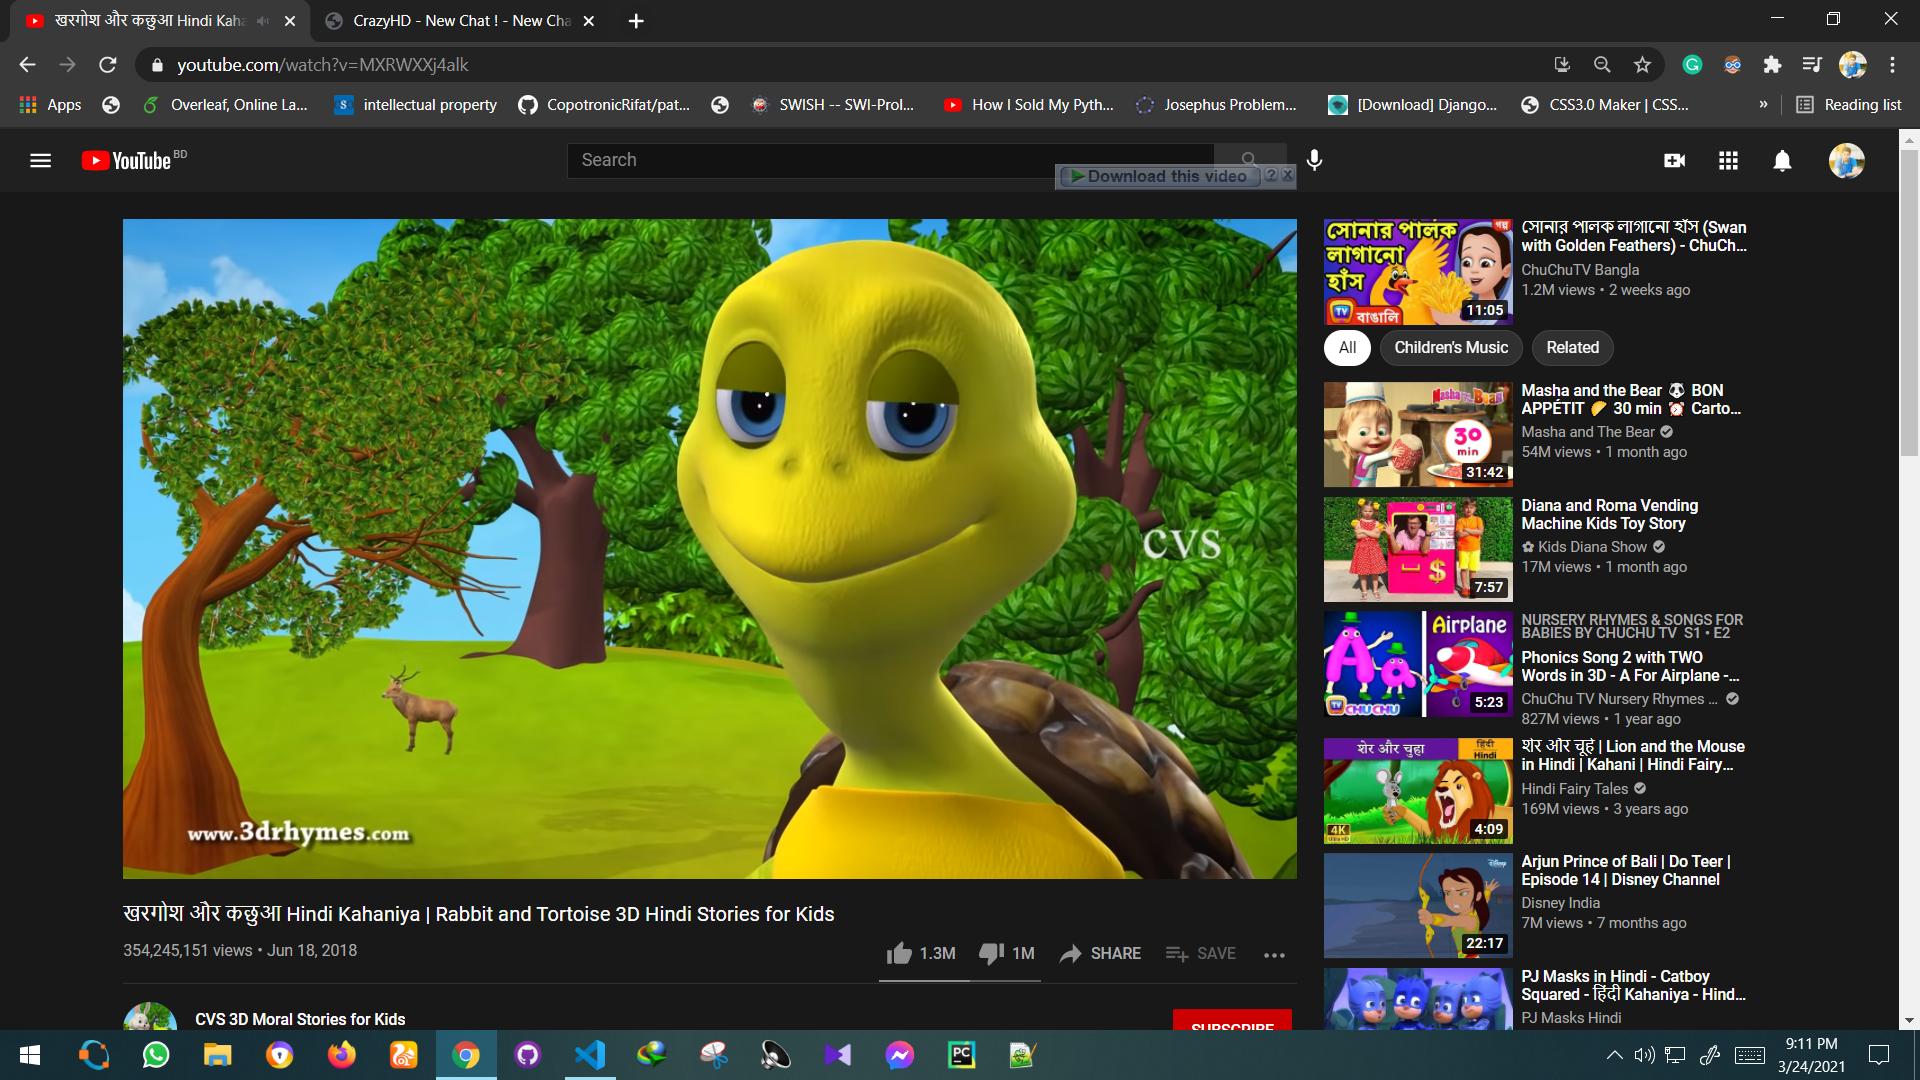 खरगोश और कछुआ Hindi Kaha
CrazyHD - New Chat ! - New Cha
youtube.com/watch?v=MXRWXXj4alk
Apps
Overleaf, Online La...
intellectual property
CopotronicRifat/pat...
SWISH -- SWI-Prol...
How I Sold My Pyth...
Josephus Problem...
[Download] Django...
CSS3.0 Maker | CSS...
»
Reading list
YouTube BD
Search
Download this video ? X
CVS
www.3drhymes.com
खरगोश और कछुआ Hindi Kahaniya | Rabbit and Tortoise 3D Hindi Stories for Kids
354,245,151 views • Jun 18, 2018
1.3M
1M
SHARE
SAVE
CVS 3D Moral Stories for Kids
SUBSCRIBE
সোনার পালক
লাগানো
হাঁস
গল্প
বাঙালি
11:05
সোনার পালক লাগানো হাঁস (Swan
with Golden Feathers) - ChuCh...
ChuChuTV Bangla
1.2M views • 2 weeks ago
All
Children's Music
Related
Masha and the Bear
30
min
31:42
Masha and the Bear 🐼 BON
APPÉTIT 🌮 30 min ⏰ Carto...
Masha and The Bear
54M views • 1 month ago
$
7:57
Diana and Roma Vending
Machine Kids Toy Story
✿ Kids Diana Show
17M views • 1 month ago
Airplane
A a
TV CHUCHU
5:23
NURSERY RHYMES & SONGS FOR
BABIES BY CHUCHU TV S1 • E2
Phonics Song 2 with TWO
Words in 3D - A For Airplane -...
ChuChu TV Nursery Rhymes ...
827M views • 1 year ago
शेर और चुहा
हिंदी
Hindi
4K
4:09
शेर और चूहे | Lion and the Mouse
in Hindi | Kahani | Hindi Fairy...
Hindi Fairy Tales
169M views • 3 years ago
Disney
22:17
Arjun Prince of Bali | Do Teer |
Episode 14 | Disney Channel
Disney India
7M views • 7 months ago
PJ Masks in Hindi - Catboy
Squared - हिंदी Kahaniya - Hind...
PJ Masks Hindi
PC
9:11 PM
3/24/2021